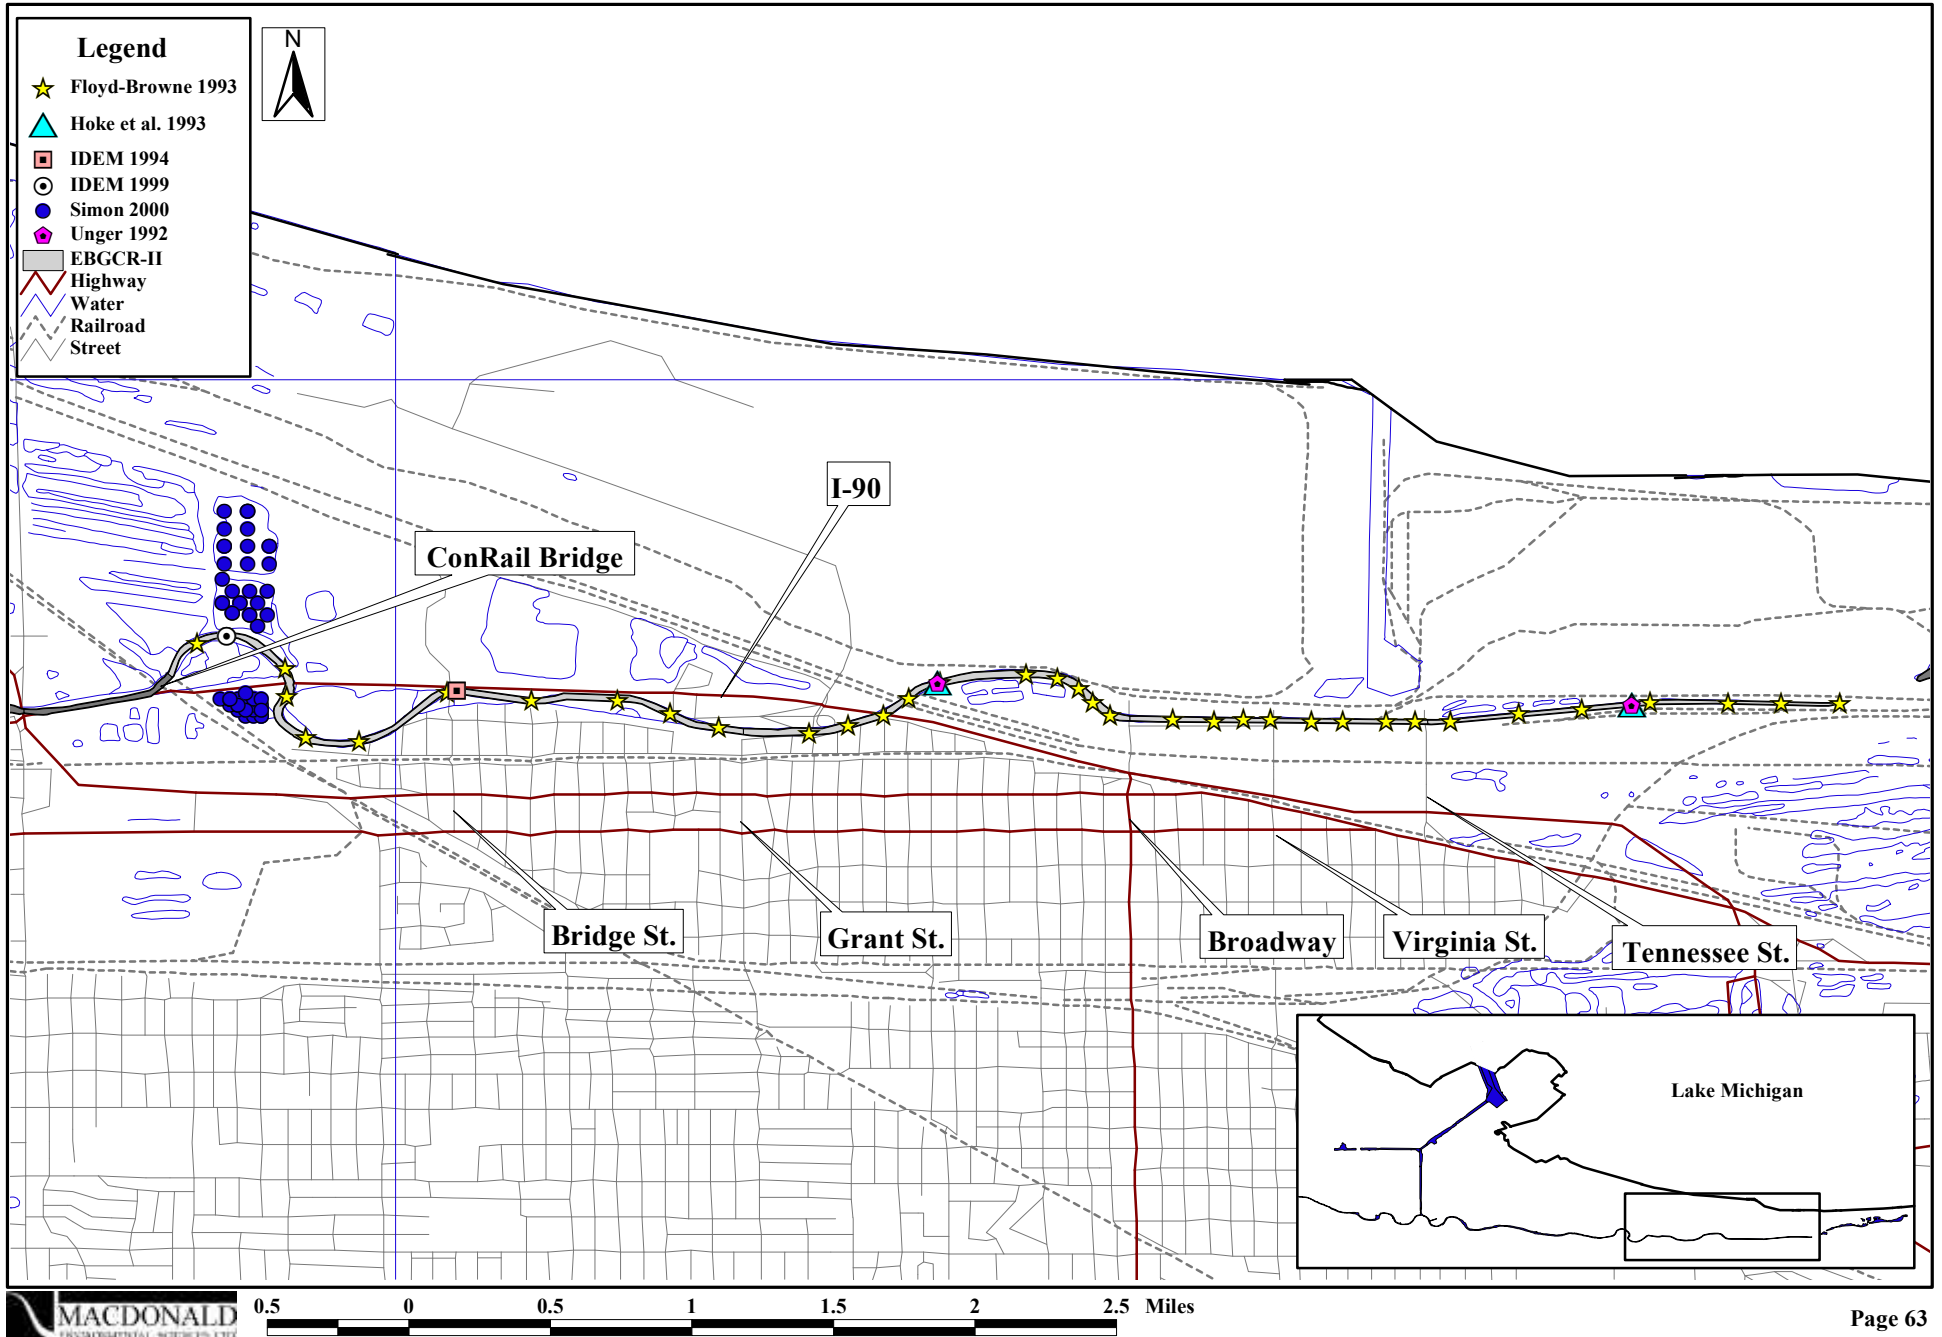 Legend
Floyd-Browne 1993
Hoke et al. 1993
IDEM 1994
IDEM 1999
Simon 2000
Unger 1992
EBGCR-II
Highway
Water
Railroad
Street
N
I-90
ConRail Bridge
Bridge St.
Grant St.
Broadway
Virginia St.
Tennessee St.
Lake Michigan
MACDONALD
0.5 0 0.5 1 1.5 2 2.5 Miles
Page 63